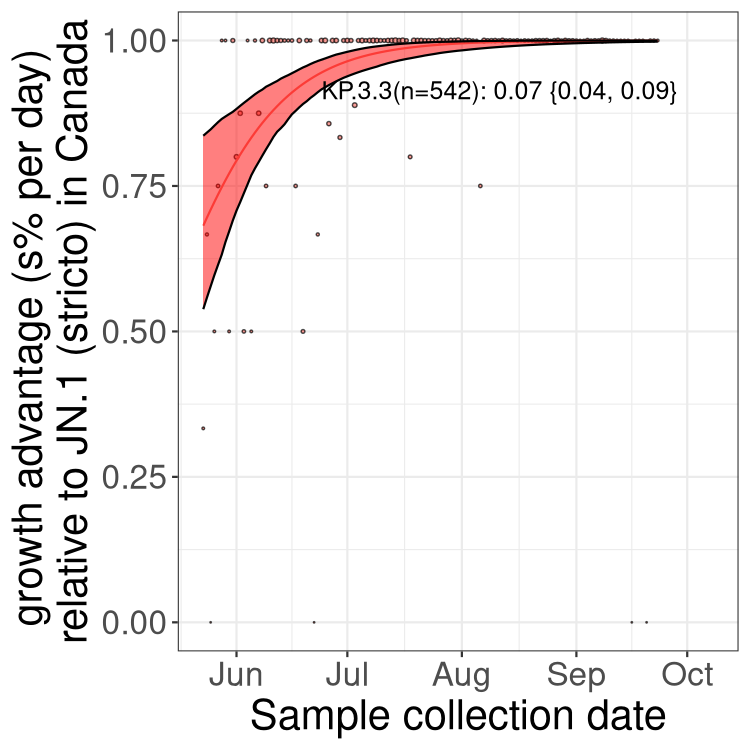 growth advantage (s% per day)
relative to JN.1 (stricto) in Canada
1.00
0.75
0.50
0.25
0.00
KP.3.3(n=542): 0.07 {0.04, 0.09}
Jun Jul Aug Sep Oct
Sample collection date